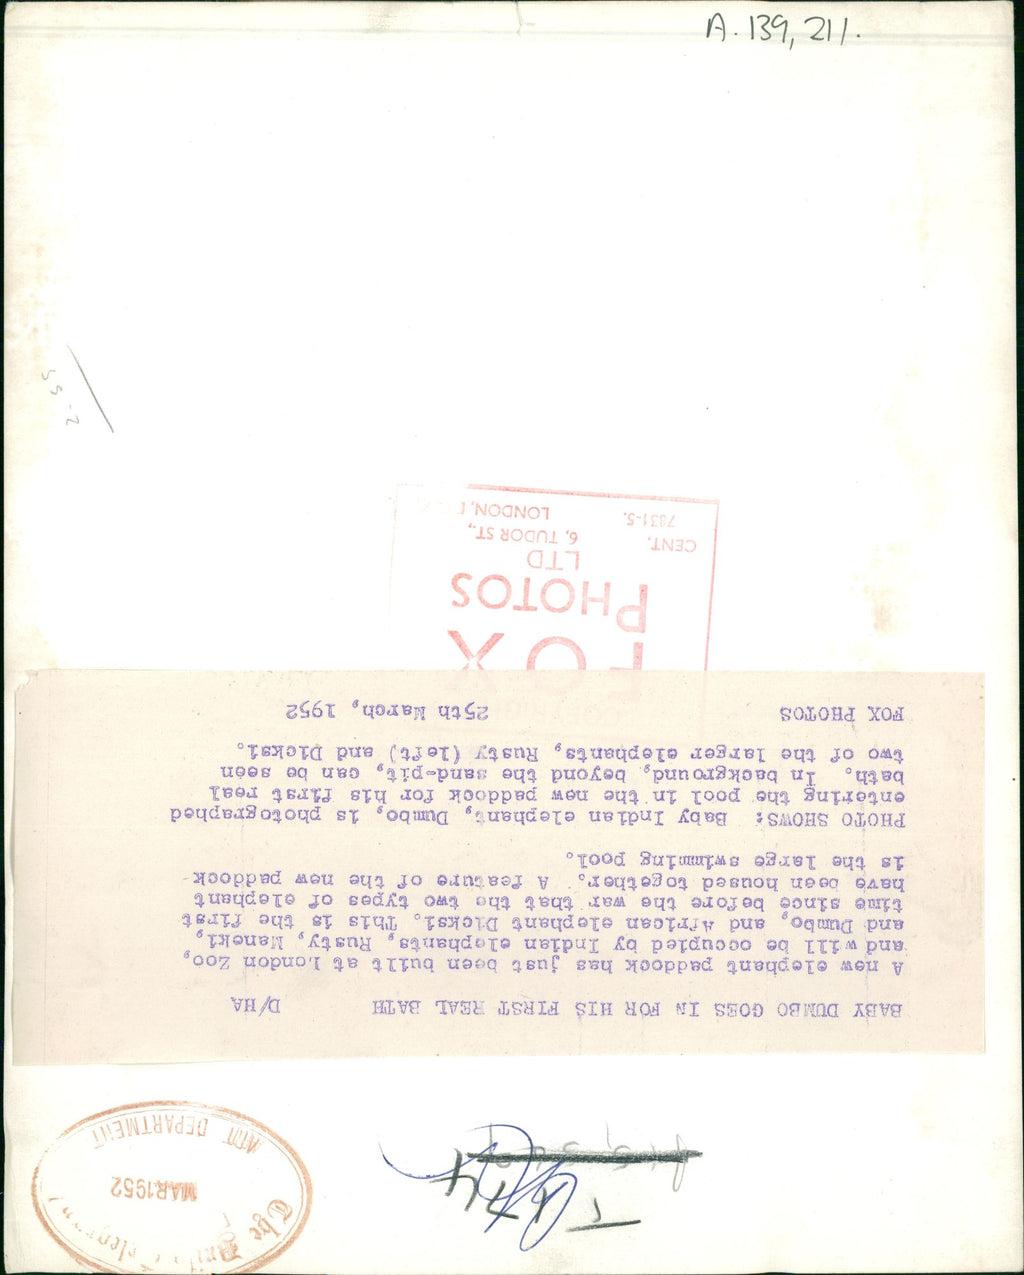 A. 139, 211.
BABY DUMBO GOES IN FOR HIS FIRST REAL BATH D/HA
A new elephant paddock has just been built at London Zoo,
and will be occupied by Indian elephants, Rusty, Maneki,
and Dumbo, and African elephant Dicksi. This is the first
time since before the war that the two types of elephant
have been housed together. A feature of the new paddock
is the large swimming pool.
PHOTO SHOWS: Baby Indian elephant, Dumbo, is photographed
entering the pool in the new paddock for his first real
bath. In background, beyond the sand-pit, can be seen
two of the larger elephants, Rusty (left) and Dicksi.
FOX PHOTOS 25th March, 1952
FOX
PHOTOS
LTD
CENT. 6, TUDOR ST.,
7831-5. LONDON,
The
MAR 1952
DEPARTMENT